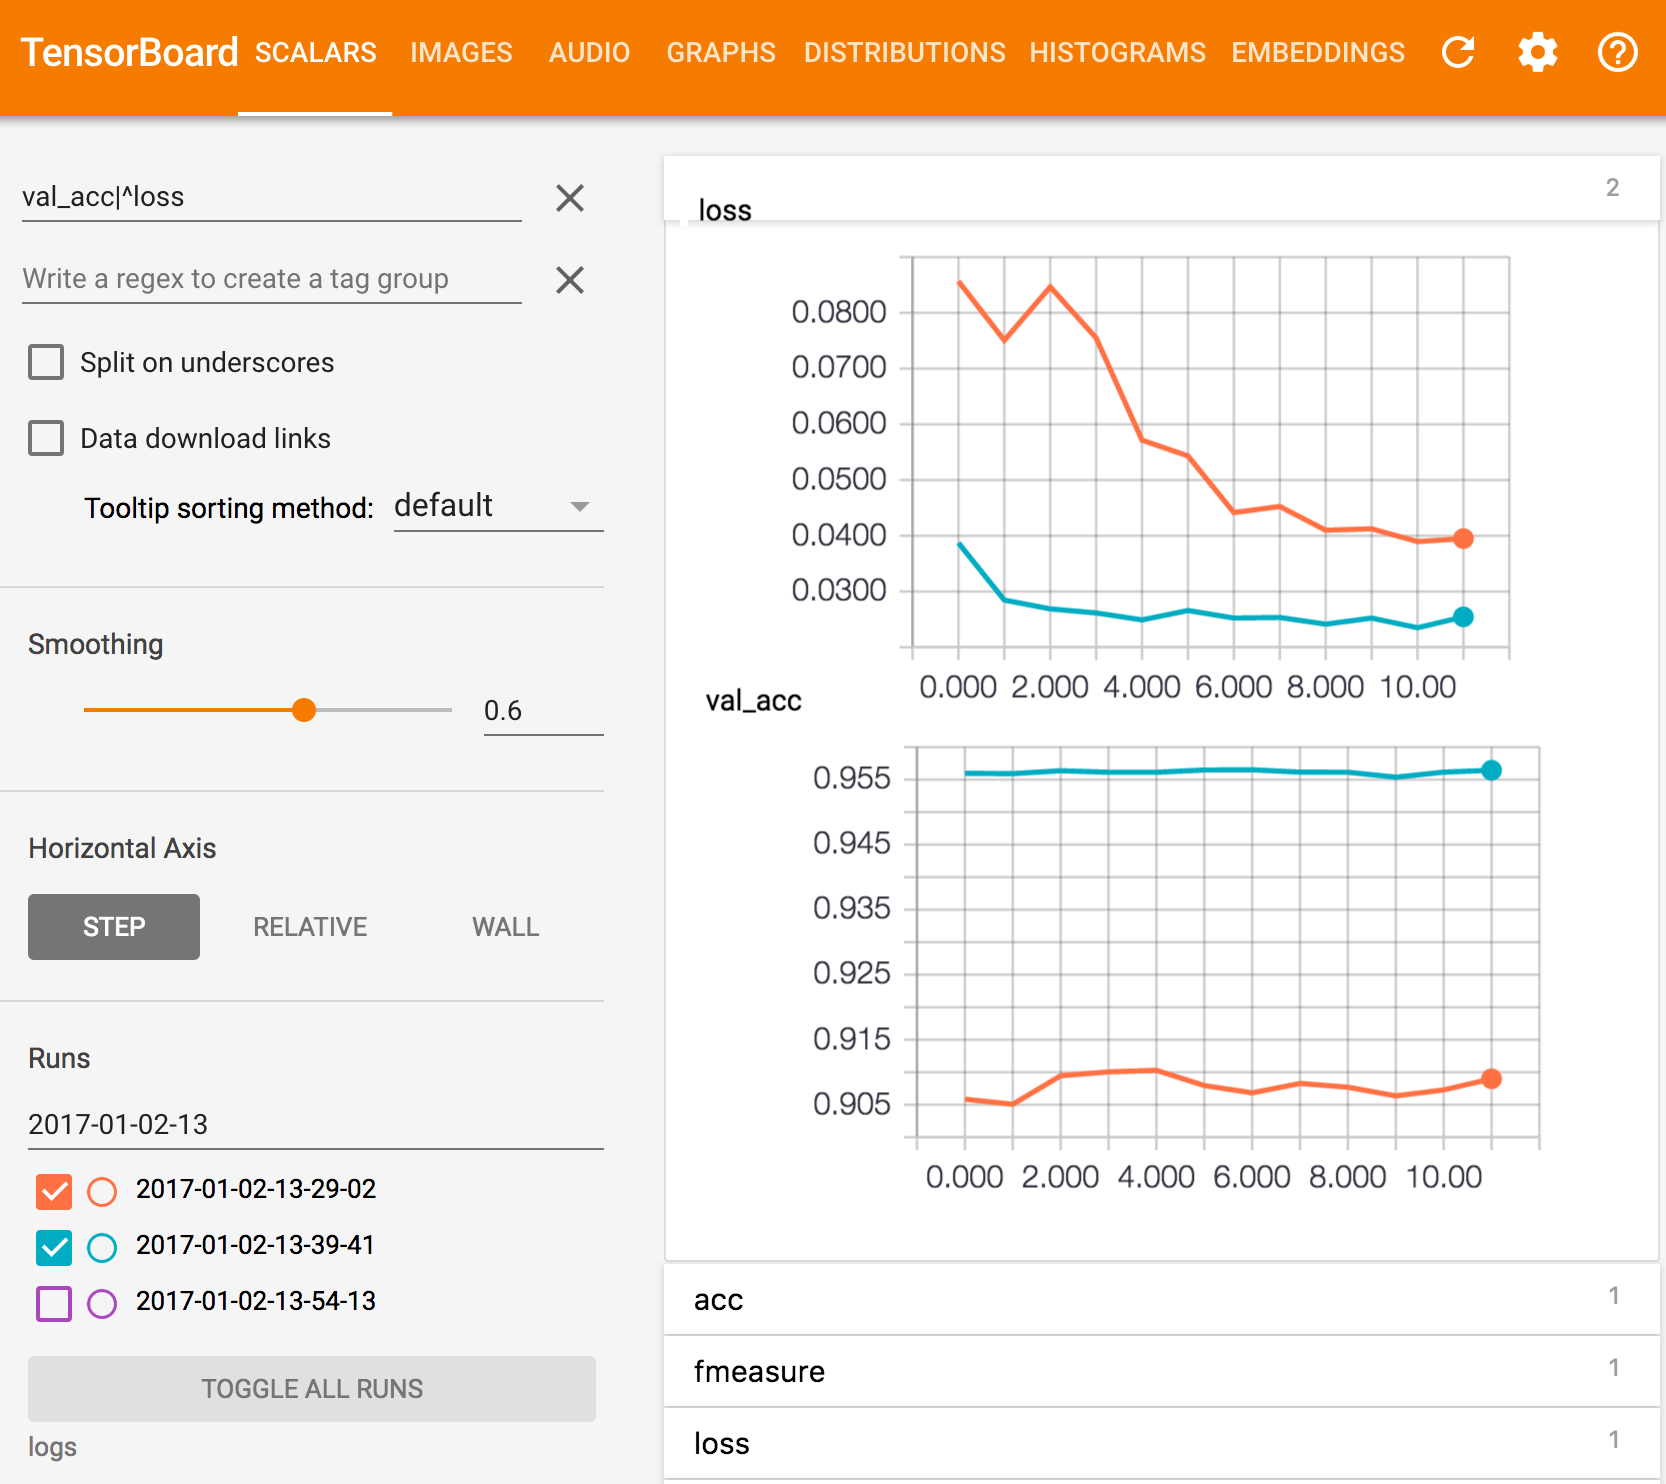 TensorBoard SCALARS IMAGES AUDIO GRAPHS DISTRIBUTIONS HISTOGRAMS EMBEDDINGS
val_acc|^loss
Write a regex to create a tag group
Split on underscores
Data download links
Tooltip sorting method: default
Smoothing
0.6
Horizontal Axis
STEP RELATIVE WALL
Runs
2017-01-02-13
2017-01-02-13-29-02
2017-01-02-13-39-41
2017-01-02-13-54-13
TOGGLE ALL RUNS
logs
2
loss
0.0800
0.0700
0.0600
0.0500
0.0400
0.0300
0.000 2.000 4.000 6.000 8.000 10.00
val_acc
0.955
0.945
0.935
0.925
0.915
0.905
0.000 2.000 4.000 6.000 8.000 10.00
acc 1
fmeasure 1
loss 1